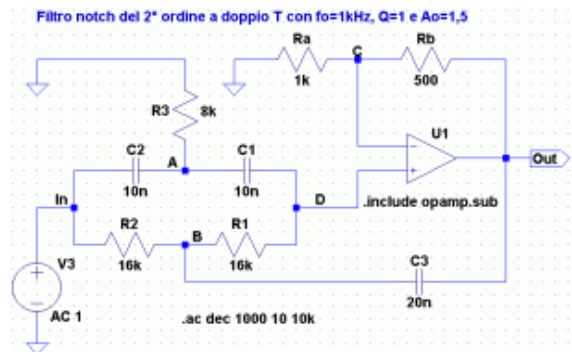 Filtro notch del 2° ordine a doppio T con fo=1kHz, Q=1 e Ao=1,5
Ra
C
Rb
1k
500
R3
8k
U1
C2
A
C1
Out
10n
10n
In
D
.include opamp.sub
R2
B
R1
V3
16k
16k
C3
20n
AC 1
.ac dec 1000 10 10k